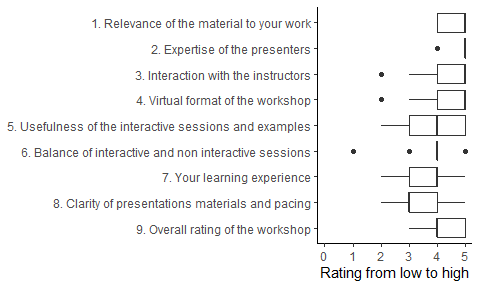 1. Relevance of the material to your work
2. Expertise of the presenters
3. Interaction with the instructors
4. Virtual format of the workshop
5. Usefulness of the interactive sessions and examples
6. Balance of interactive and non interactive sessions
7. Your learning experience
8. Clarity of presentations materials and pacing
9. Overall rating of the workshop
0 1 2 3 4 5
Rating from low to high